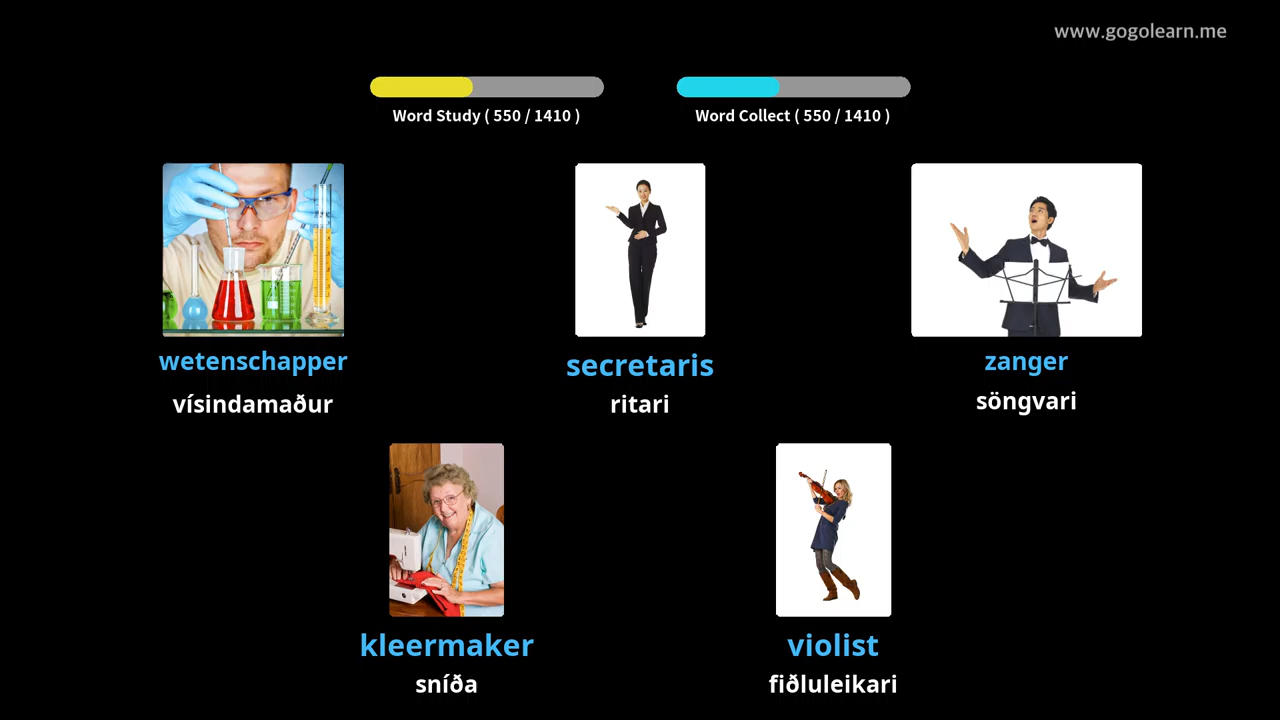 www.gogolearn.me
Word Study ( 550 / 1410 )
Word Collect ( 550 / 1410 )
wetenschapper
vísindamaður
secretaris
ritari
zanger
söngvari
kleermaker
sníða
violist
fiðluleikari